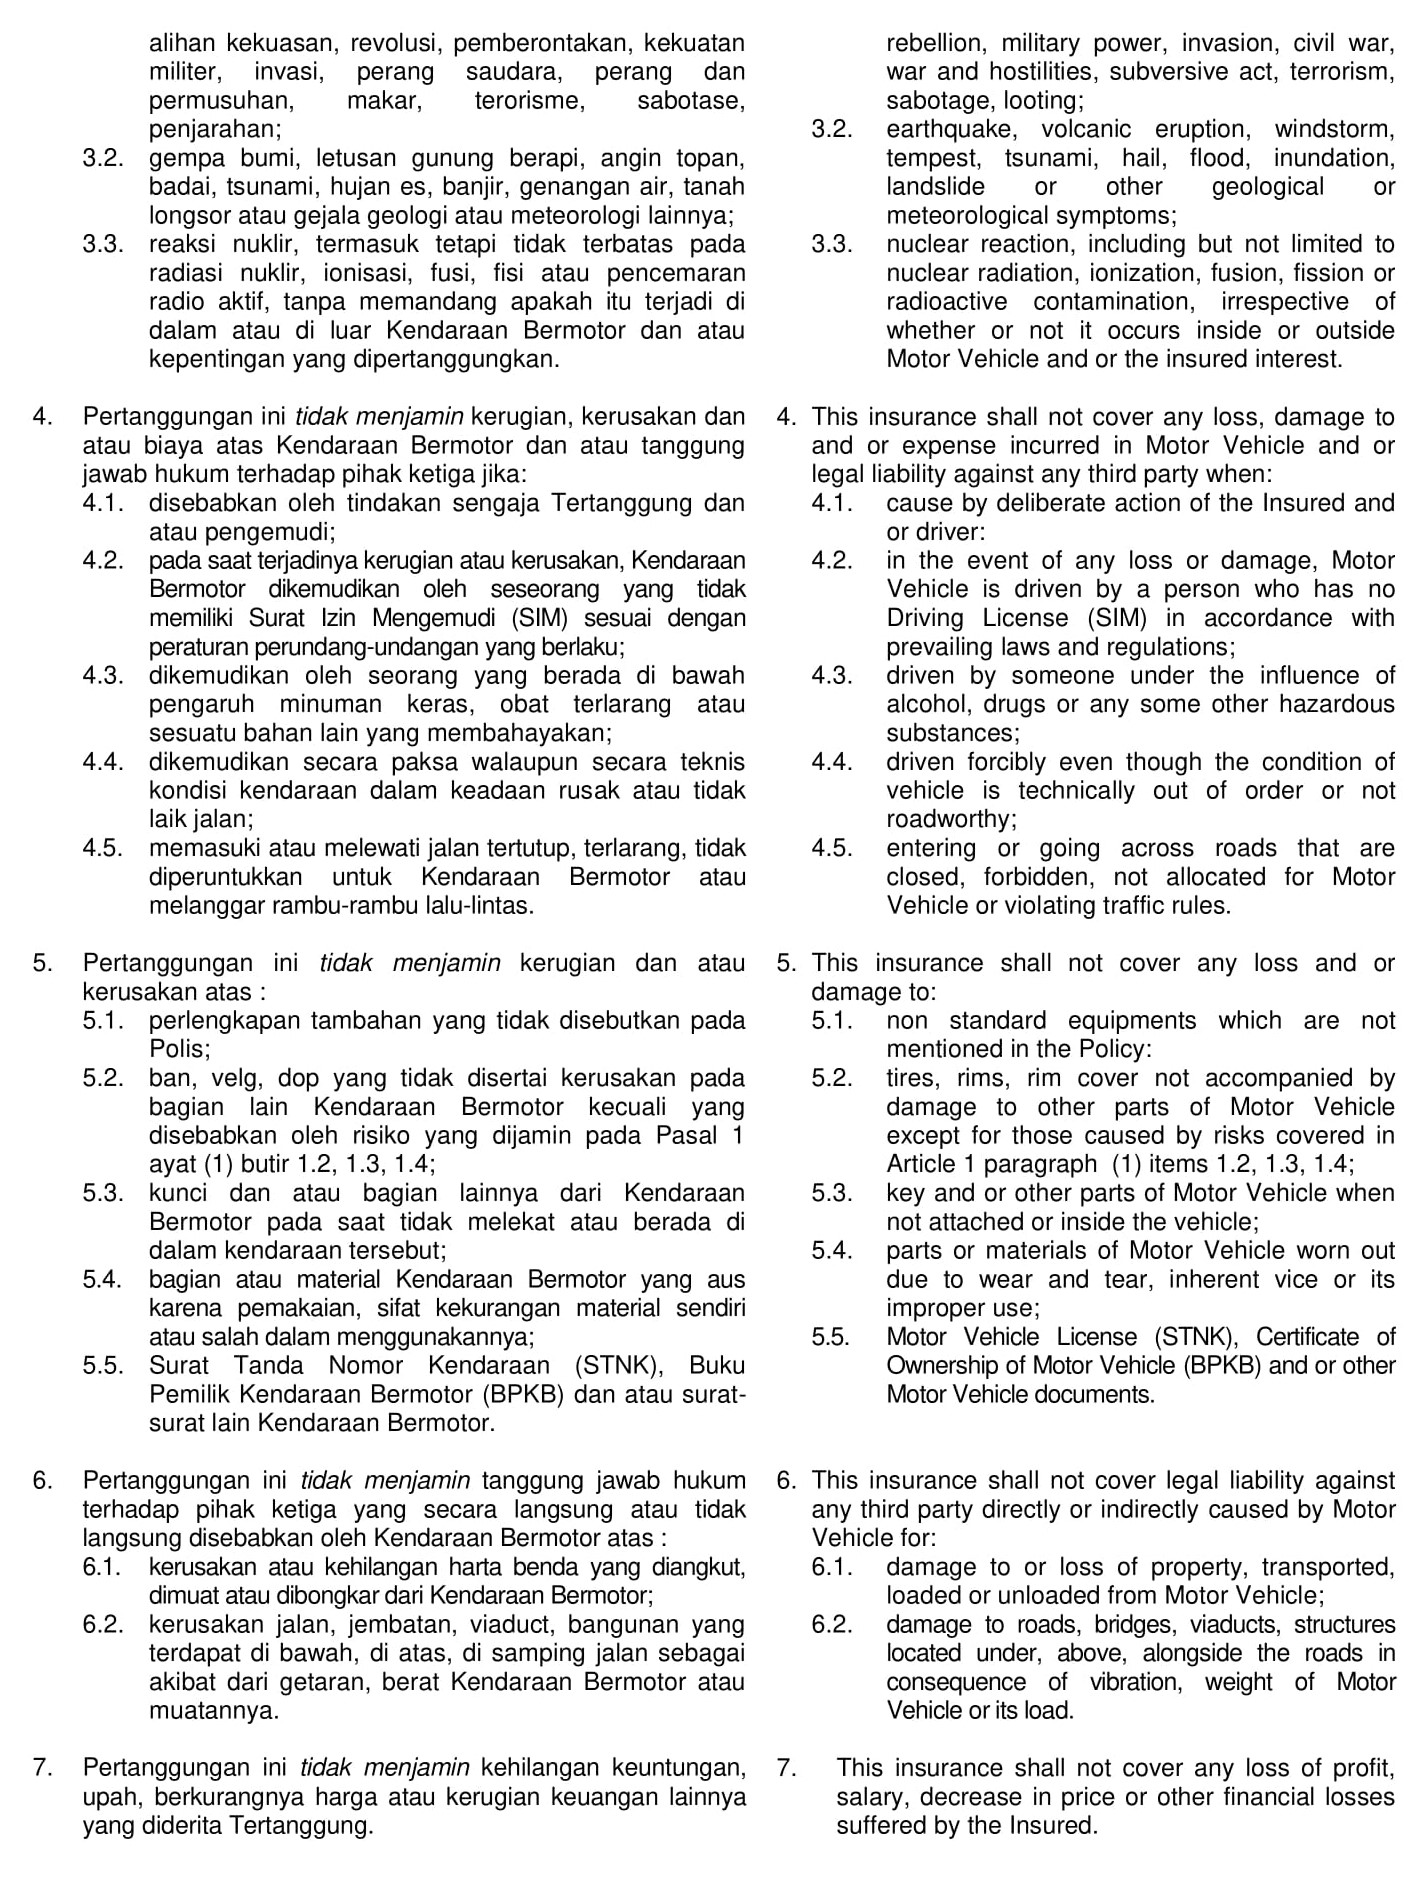 alihan kekuasan, revolusi, pemberontakan, kekuatan
militer, invasi, perang saudara, perang dan
permusuhan, makar, terorisme, sabotase,
penjarahan;
3.2. gempa bumi, letusan gunung berapi, angin topan,
badai, tsunami, hujan es, banjir, genangan air, tanah
longsor atau gejala geologi atau meteorologi lainnya;
3.3. reaksi nuklir, termasuk tetapi tidak terbatas pada
radiasi nuklir, ionisasi, fusi, fisi atau pencemaran
radio aktif, tanpa memandang apakah itu terjadi di
dalam atau di luar Kendaraan Bermotor dan atau
kepentingan yang dipertanggungkan.
4. Pertanggungan ini tidak menjamin kerugian, kerusakan dan
atau biaya atas Kendaraan Bermotor dan atau tanggung
jawab hukum terhadap pihak ketiga jika:
4.1. disebabkan oleh tindakan sengaja Tertanggung dan
atau pengemudi;
4.2. pada saat terjadinya kerugian atau kerusakan, Kendaraan
Bermotor dikemudikan oleh seseorang yang tidak
memiliki Surat Izin Mengemudi (SIM) sesuai dengan
peraturan perundang-undangan yang berlaku;
4.3. dikemudikan oleh seorang yang berada di bawah
pengaruh minuman keras, obat terlarang atau
sesuatu bahan lain yang membahayakan;
4.4. dikemudikan secara paksa walaupun secara teknis
kondisi kendaraan dalam keadaan rusak atau tidak
laik jalan;
4.5. memasuki atau melewati jalan tertutup, terlarang, tidak
diperuntukkan untuk Kendaraan Bermotor atau
melanggar rambu-rambu lalu-lintas.
5. Pertanggungan ini tidak menjamin kerugian dan atau
kerusakan atas :
5.1. perlengkapan tambahan yang tidak disebutkan pada
Polis;
5.2. ban, velg, dop yang tidak disertai kerusakan pada
bagian lain Kendaraan Bermotor kecuali yang
disebabkan oleh risiko yang dijamin pada Pasal 1
ayat (1) butir 1.2, 1.3, 1.4;
5.3. kunci dan atau bagian lainnya dari Kendaraan
Bermotor pada saat tidak melekat atau berada di
dalam kendaraan tersebut;
5.4. bagian atau material Kendaraan Bermotor yang aus
karena pemakaian, sifat kekurangan material sendiri
atau salah dalam menggunakannya;
5.5. Surat Tanda Nomor Kendaraan (STNK), Buku
Pemilik Kendaraan Bermotor (BPKB) dan atau surat-
surat lain Kendaraan Bermotor.
6. Pertanggungan ini tidak menjamin tanggung jawab hukum
terhadap pihak ketiga yang secara langsung atau tidak
langsung disebabkan oleh Kendaraan Bermotor atas :
6.1. kerusakan atau kehilangan harta benda yang diangkut,
dimuat atau dibongkar dari Kendaraan Bermotor;
6.2. kerusakan jalan, jembatan, viaduct, bangunan yang
terdapat di bawah, di atas, di samping jalan sebagai
akibat dari getaran, berat Kendaraan Bermotor atau
muatannya.
7. Pertanggungan ini tidak menjamin kehilangan keuntungan,
upah, berkurangnya harga atau kerugian keuangan lainnya
yang diderita Tertanggung.
rebellion, military power, invasion, civil war,
war and hostilities, subversive act, terrorism,
sabotage, looting;
3.2. earthquake, volcanic eruption, windstorm,
tempest, tsunami, hail, flood, inundation,
landslide or other geological or
meteorological symptoms;
3.3. nuclear reaction, including but not limited to
nuclear radiation, ionization, fusion, fission or
radioactive contamination, irrespective of
whether or not it occurs inside or outside
Motor Vehicle and or the insured interest.
4. This insurance shall not cover any loss, damage to
and or expense incurred in Motor Vehicle and or
legal liability against any third party when:
4.1. cause by deliberate action of the Insured and
or driver:
4.2. in the event of any loss or damage, Motor
Vehicle is driven by a person who has no
Driving License (SIM) in accordance with
prevailing laws and regulations;
4.3. driven by someone under the influence of
alcohol, drugs or any some other hazardous
substances;
4.4. driven forcibly even though the condition of
vehicle is technically out of order or not
roadworthy;
4.5. entering or going across roads that are
closed, forbidden, not allocated for Motor
Vehicle or violating traffic rules.
5. This insurance shall not cover any loss and or
damage to:
5.1. non standard equipments which are not
mentioned in the Policy:
5.2. tires, rims, rim cover not accompanied by
damage to other parts of Motor Vehicle
except for those caused by risks covered in
Article 1 paragraph (1) items 1.2, 1.3, 1.4;
5.3. key and or other parts of Motor Vehicle when
not attached or inside the vehicle;
5.4. parts or materials of Motor Vehicle worn out
due to wear and tear, inherent vice or its
improper use;
5.5. Motor Vehicle License (STNK), Certificate of
Ownership of Motor Vehicle (BPKB) and or other
Motor Vehicle documents.
6. This insurance shall not cover legal liability against
any third party directly or indirectly caused by Motor
Vehicle for:
6.1. damage to or loss of property, transported,
loaded or unloaded from Motor Vehicle;
6.2. damage to roads, bridges, viaducts, structures
located under, above, alongside the roads in
consequence of vibration, weight of Motor
Vehicle or its load.
7. This insurance shall not cover any loss of profit,
salary, decrease in price or other financial losses
suffered by the Insured.